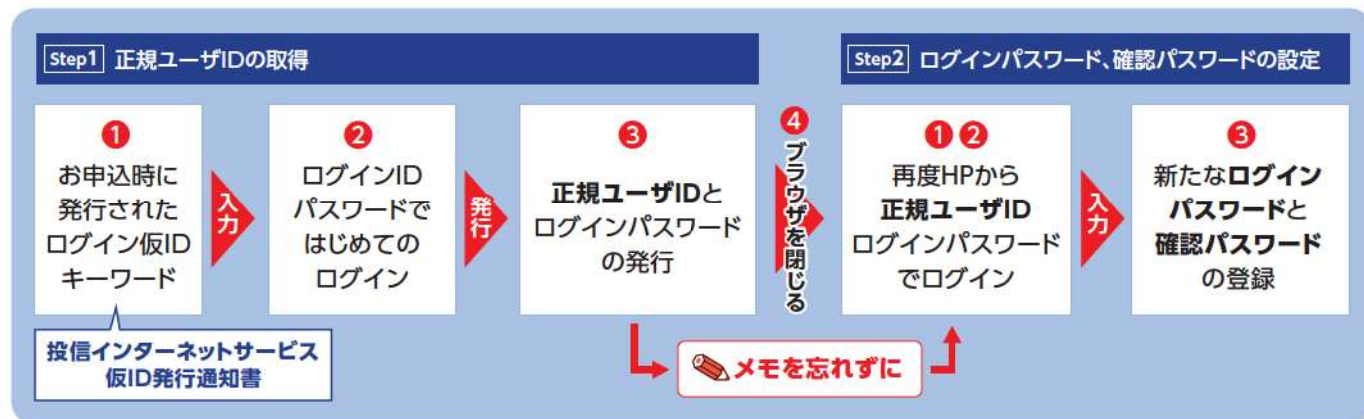 Step1 正規ユーザIDの取得
❶
お申込時に
発行された
ログイン仮ID
キーワード
投信インターネットサービス
仮ID発行通知書
入力
❷
ログインID
パスワードで
はじめての
ログイン
発行
❸
正規ユーザIDと
ログインパスワード
の発行
❹ブラウザを閉じる
メモを忘れずに
Step2 ログインパスワード、確認パスワードの設定
❶❷
再度HPから
正規ユーザID
ログインパスワード
でログイン
入力
❸
新たなログイン
パスワードと
確認パスワード
の登録